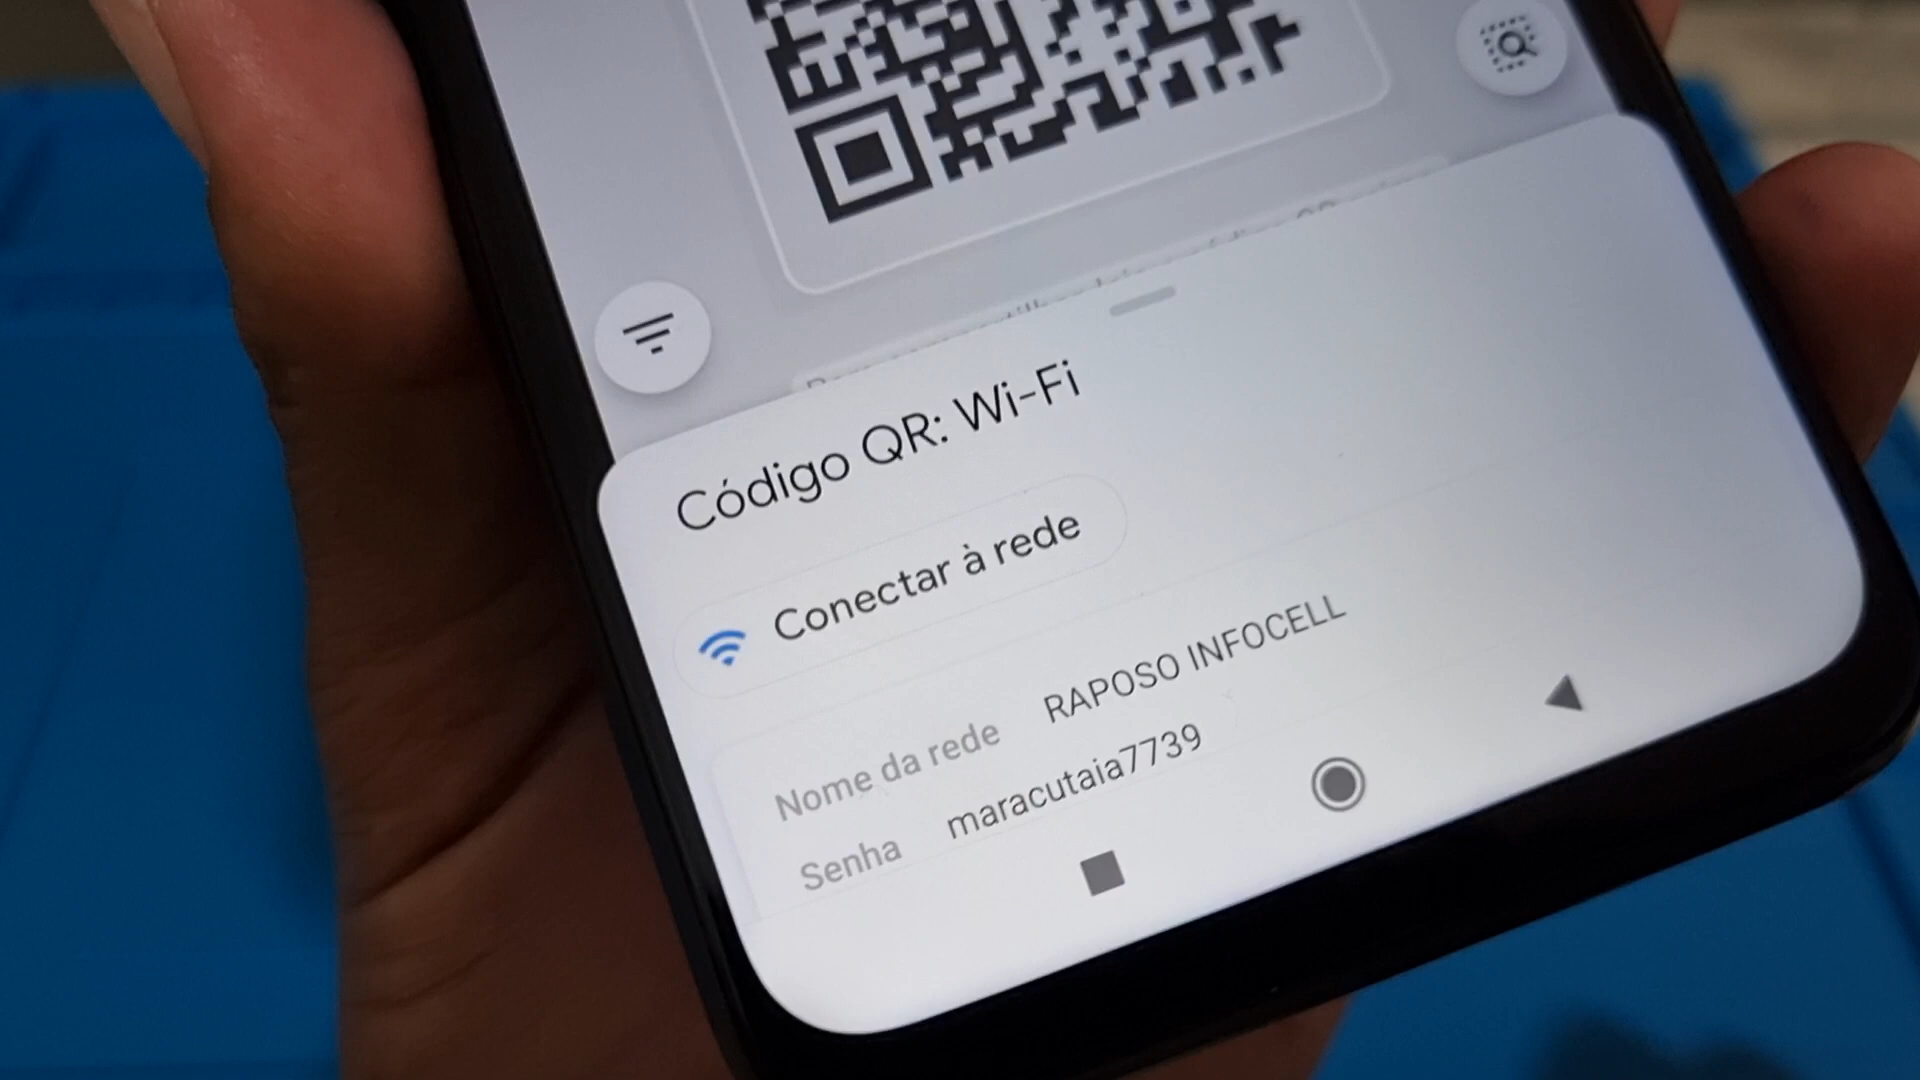 Código QR: Wi-Fi
Conectar à rede
Nome da rede RAPOSO INFOCELL
Senha maracutaia7739